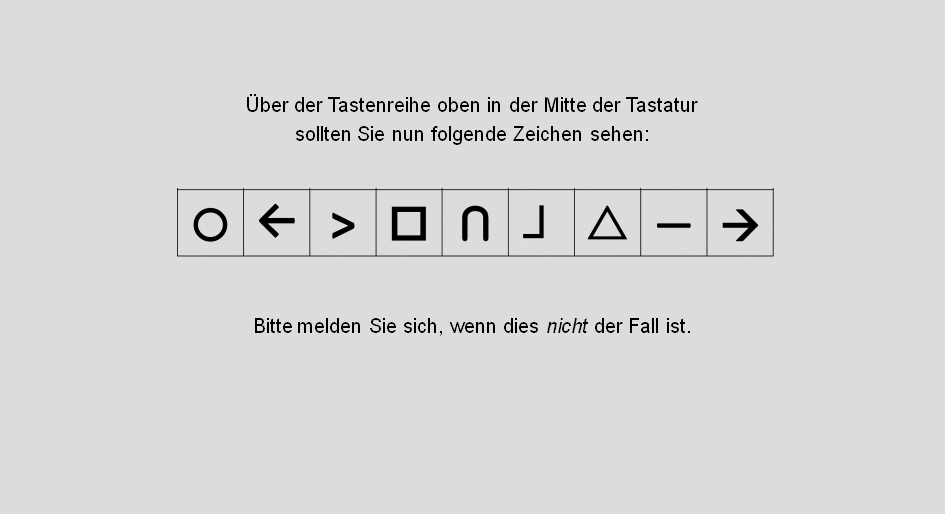 Über der Tastenreihe oben in der Mitte der Tastatur
sollten Sie nun folgende Zeichen sehen:
○ ← > □ ∩ ┘ △ — →
Bitte melden Sie sich, wenn dies nicht der Fall ist.